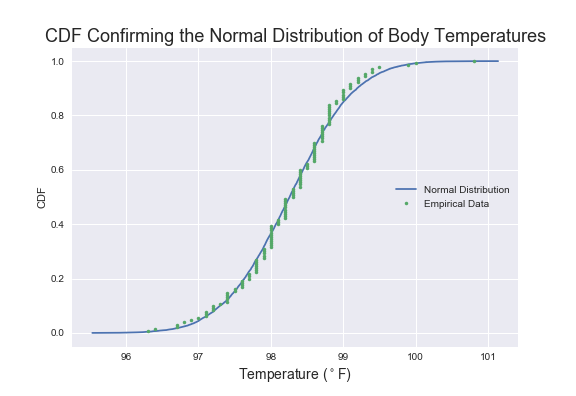 CDF Confirming the Normal Distribution of Body Temperatures
1.0
0.8
0.6
0.4
0.2
0.0
CDF
Normal Distribution
Empirical Data
96 97 98 99 100 101
Temperature (°F)